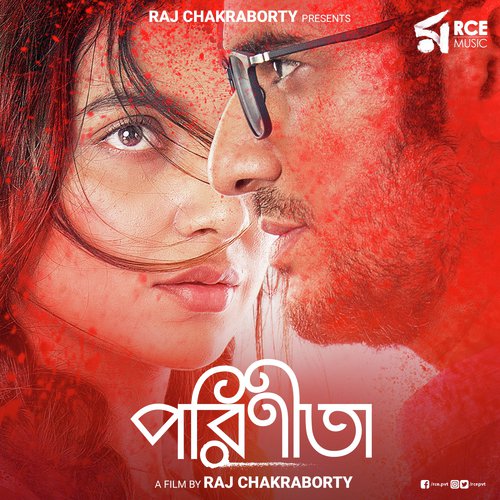 RAJ CHAKRABORTY PRESENTS
RCE
MUSIC
পরিণীতা
A FILM BY RAJ CHAKRABORTY
/rce.pvt /rcepvt